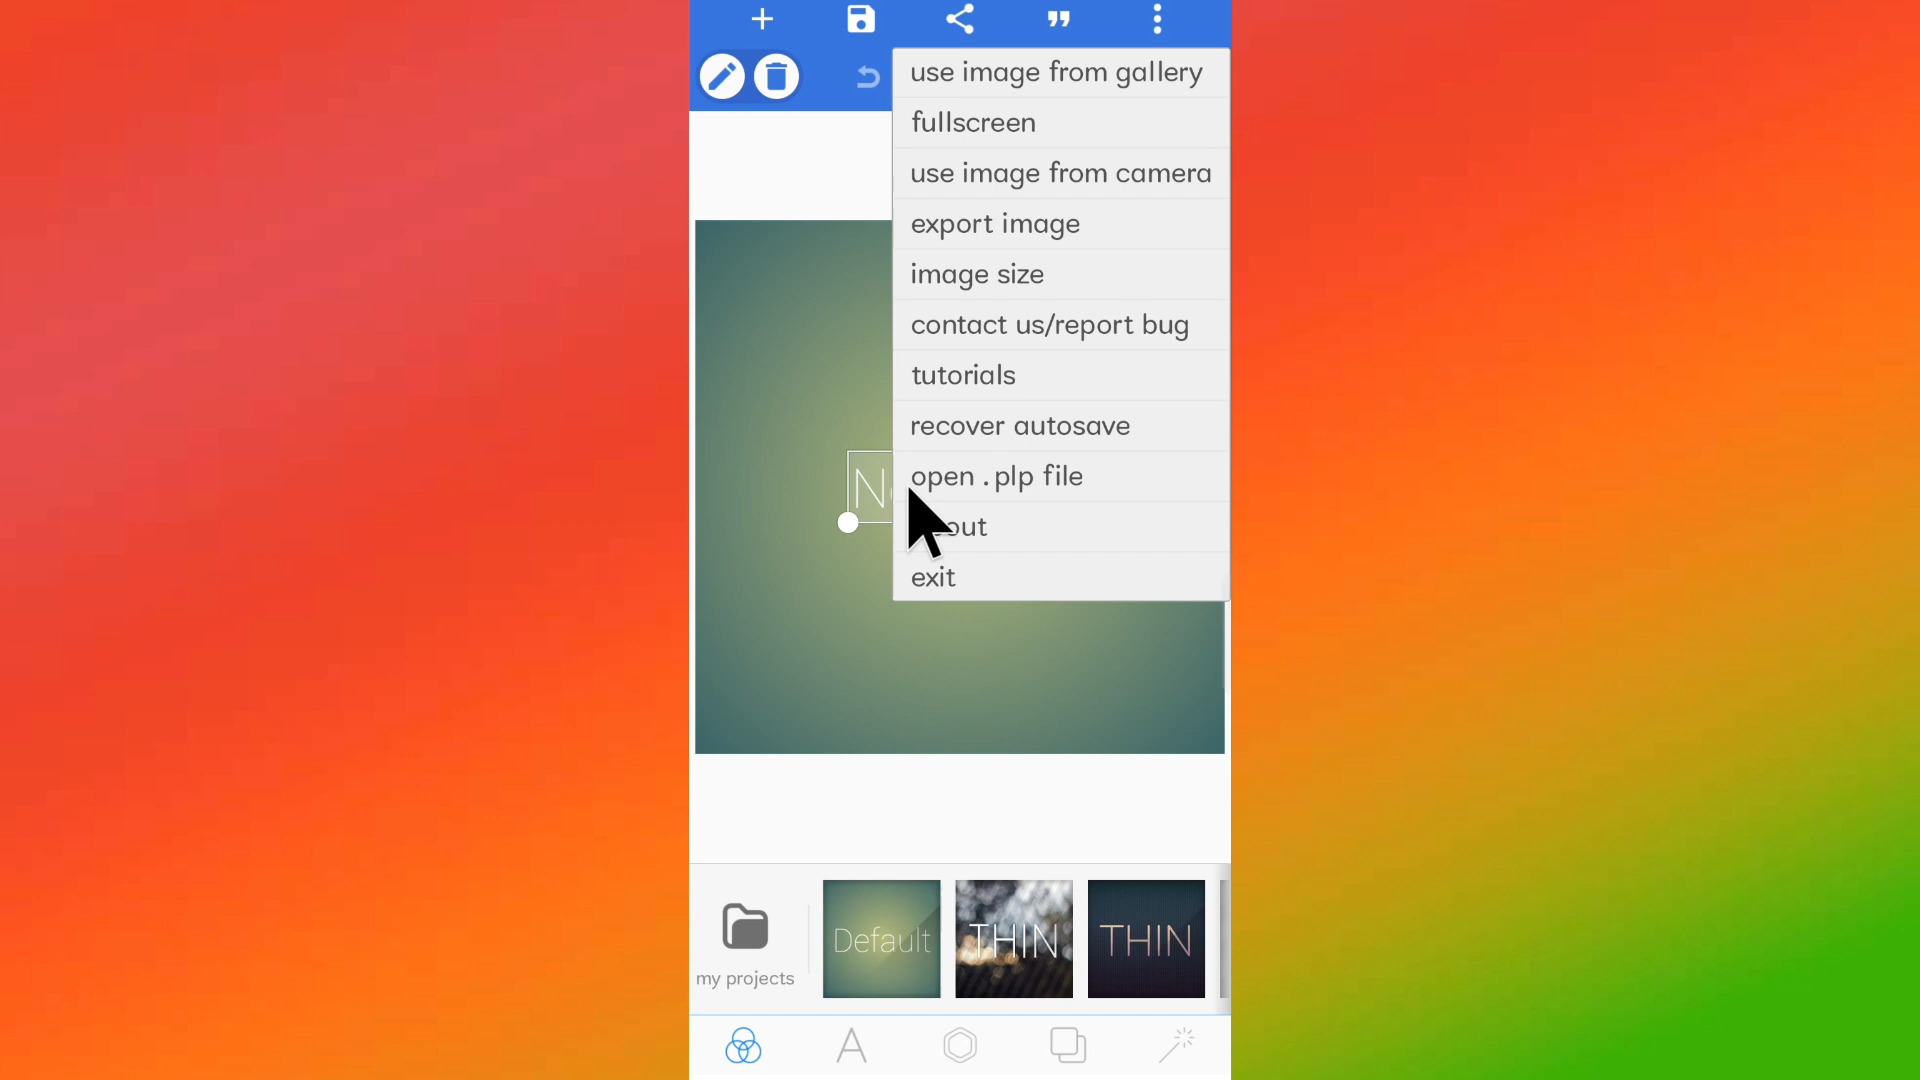 use image from gallery
fullscreen
use image from camera
export image
image size
contact us/report bug
tutorials
recover autosave
open .plp file
exit
my projects
Default
THIN
THIN